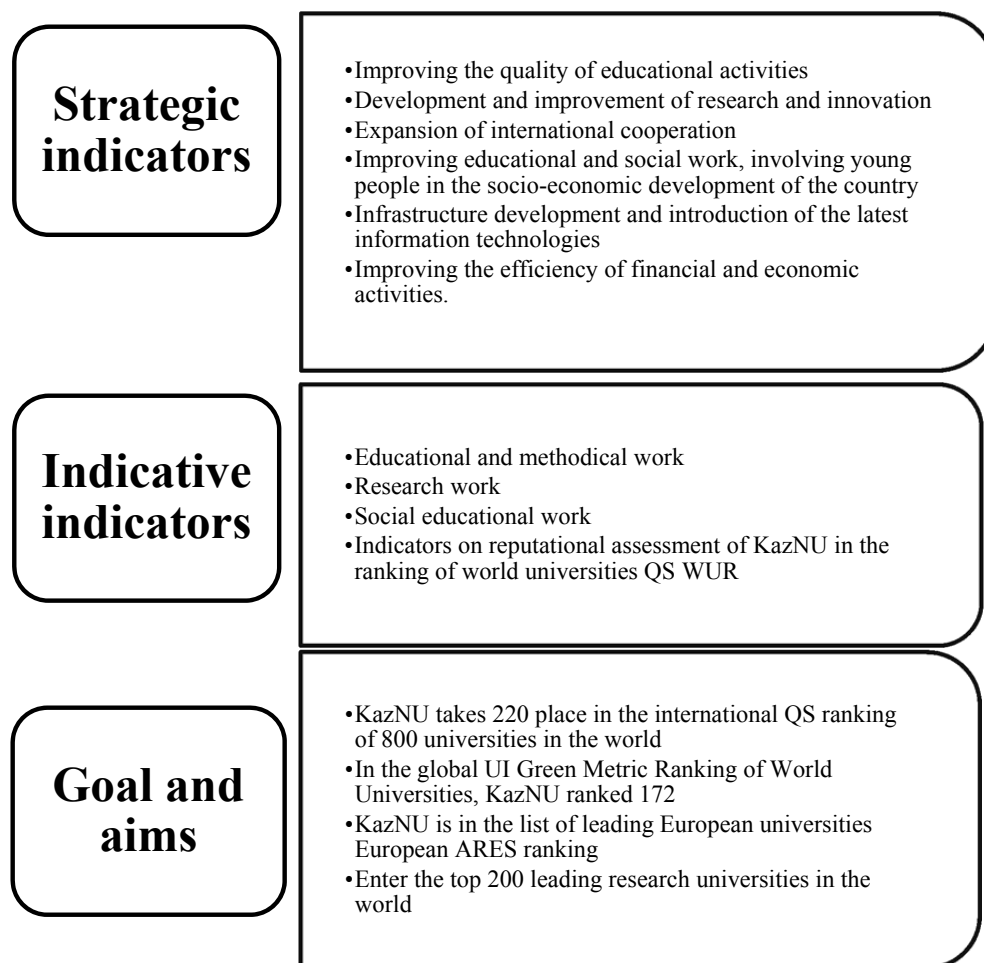 Strategic
indicators
•Improving the quality of educational activities
•Development and improvement of research and innovation
•Expansion of international cooperation
•Improving educational and social work, involving young
people in the socio-economic development of the country
•Infrastructure development and introduction of the latest
information technologies
•Improving the efficiency of financial and economic
activities.
Indicative
indicators
•Educational and methodical work
•Research work
•Social educational work
•Indicators on reputational assessment of KazNU in the
ranking of world universities QS WUR
Goal and
aims
•KazNU takes 220 place in the international QS ranking
of 800 universities in the world
•In the global UI Green Metric Ranking of World
Universities, KazNU ranked 172
•KazNU is in the list of leading European universities
European ARES ranking
•Enter the top 200 leading research universities in the
world